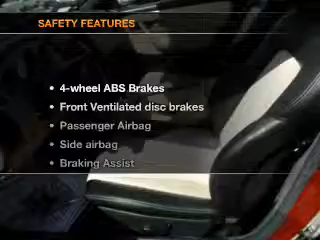 SAFETY FEATURES
• 4-wheel ABS Brakes
• Front Ventilated disc brakes
• Passenger Airbag
• Side airbag
• Braking Assist